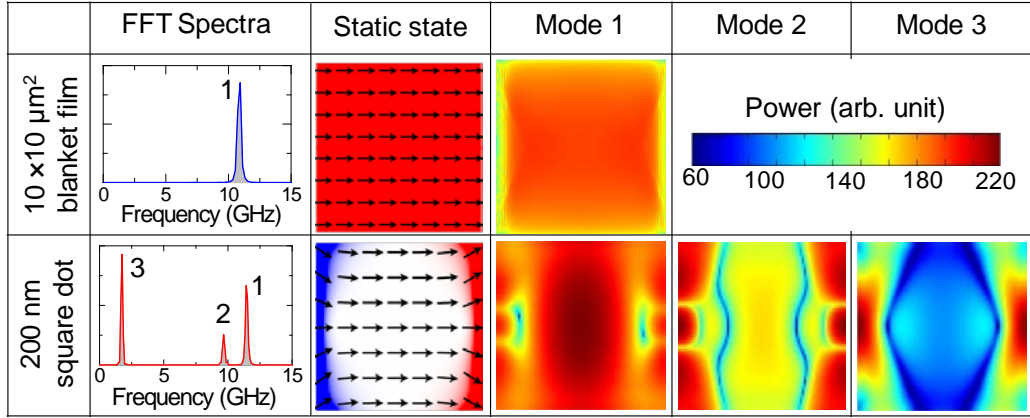 FFT Spectra
Static state
Mode 1
Mode 2
Mode 3
10 ×10 μm²
blanket film
1
0 5 10 15
Frequency (GHz)
Power (arb. unit)
60 100 140 180 220
200 nm
square dot
3
2
1
0 5 10 15
Frequency (GHz)